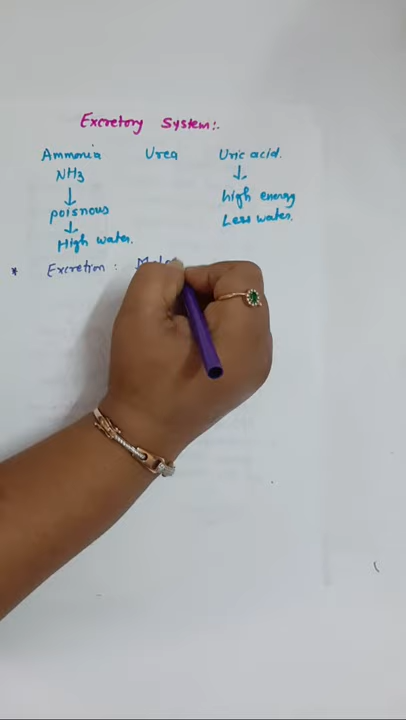 Excretory System:.
Ammonia Urea Uric acid.
NH3
high energy
poisnous Less water.
High water.
* Excretion :